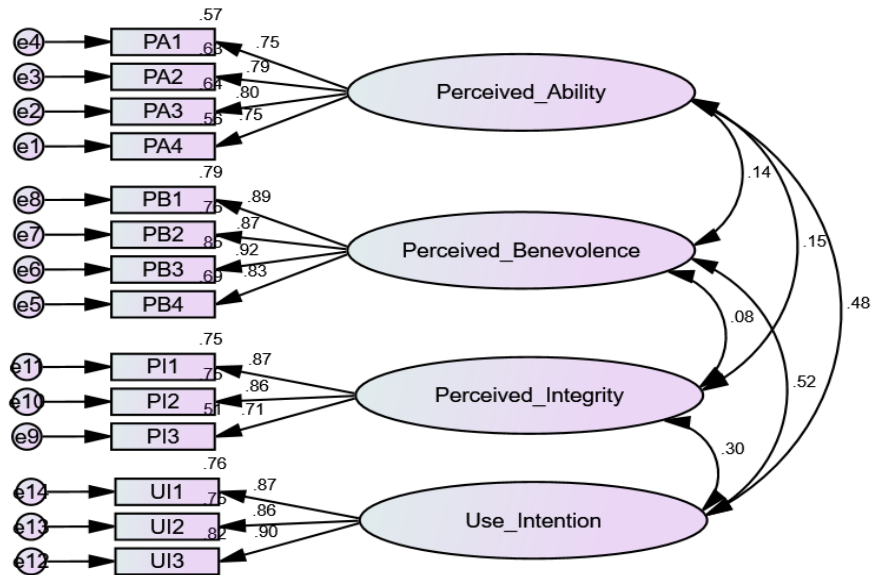 .57
e4 PA1 .75
.63
e3 PA2 .79
.64
e2 PA3 .80
.56
e1 PA4 .75
Perceived_Ability
.14
.15
.48
.79
e8 PB1 .89
.75
e7 PB2 .87
.85
e6 PB3 .92
.69
e5 PB4 .83
Perceived_Benevolence
.08
.52
.75
e11 PI1 .87
.75
e10 PI2 .86
.51
e9 PI3 .71
Perceived_Integrity
.30
.76
e14 UI1 .87
.75
e13 UI2 .86
.82
e12 UI3 .90
Use_Intention